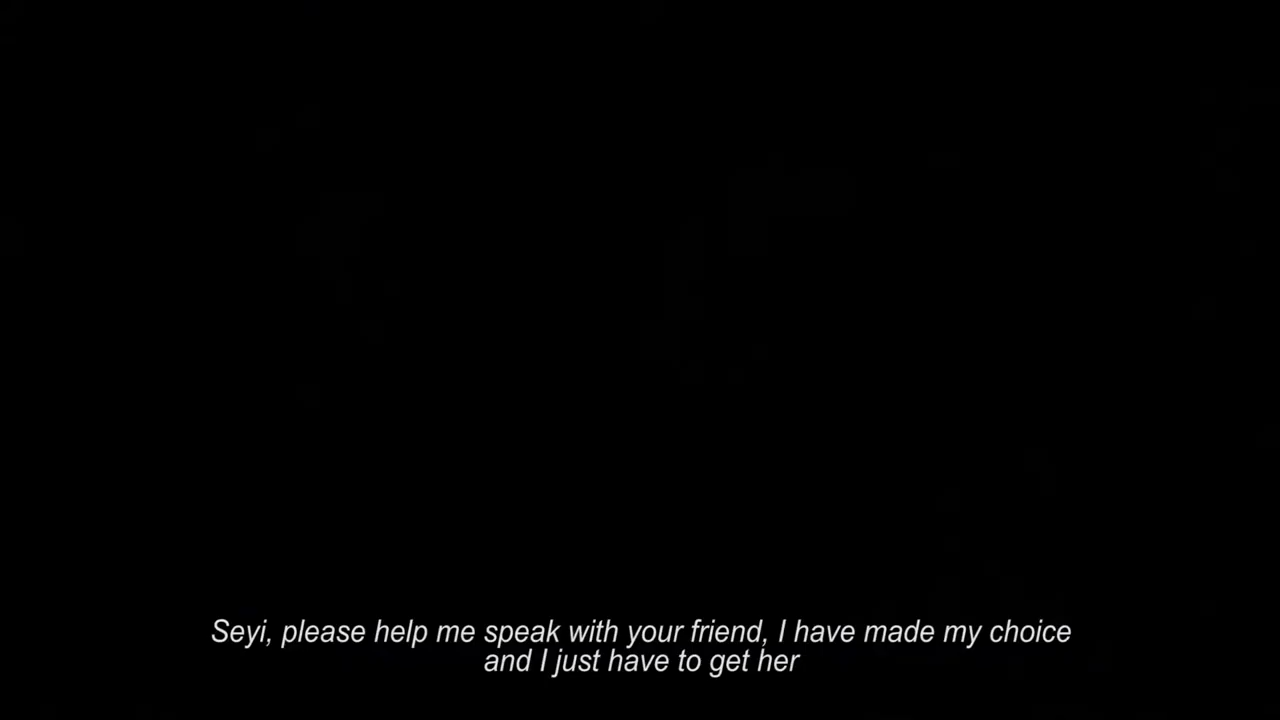 Seyi, please help me speak with your friend, I have made my choice
and I just have to get her